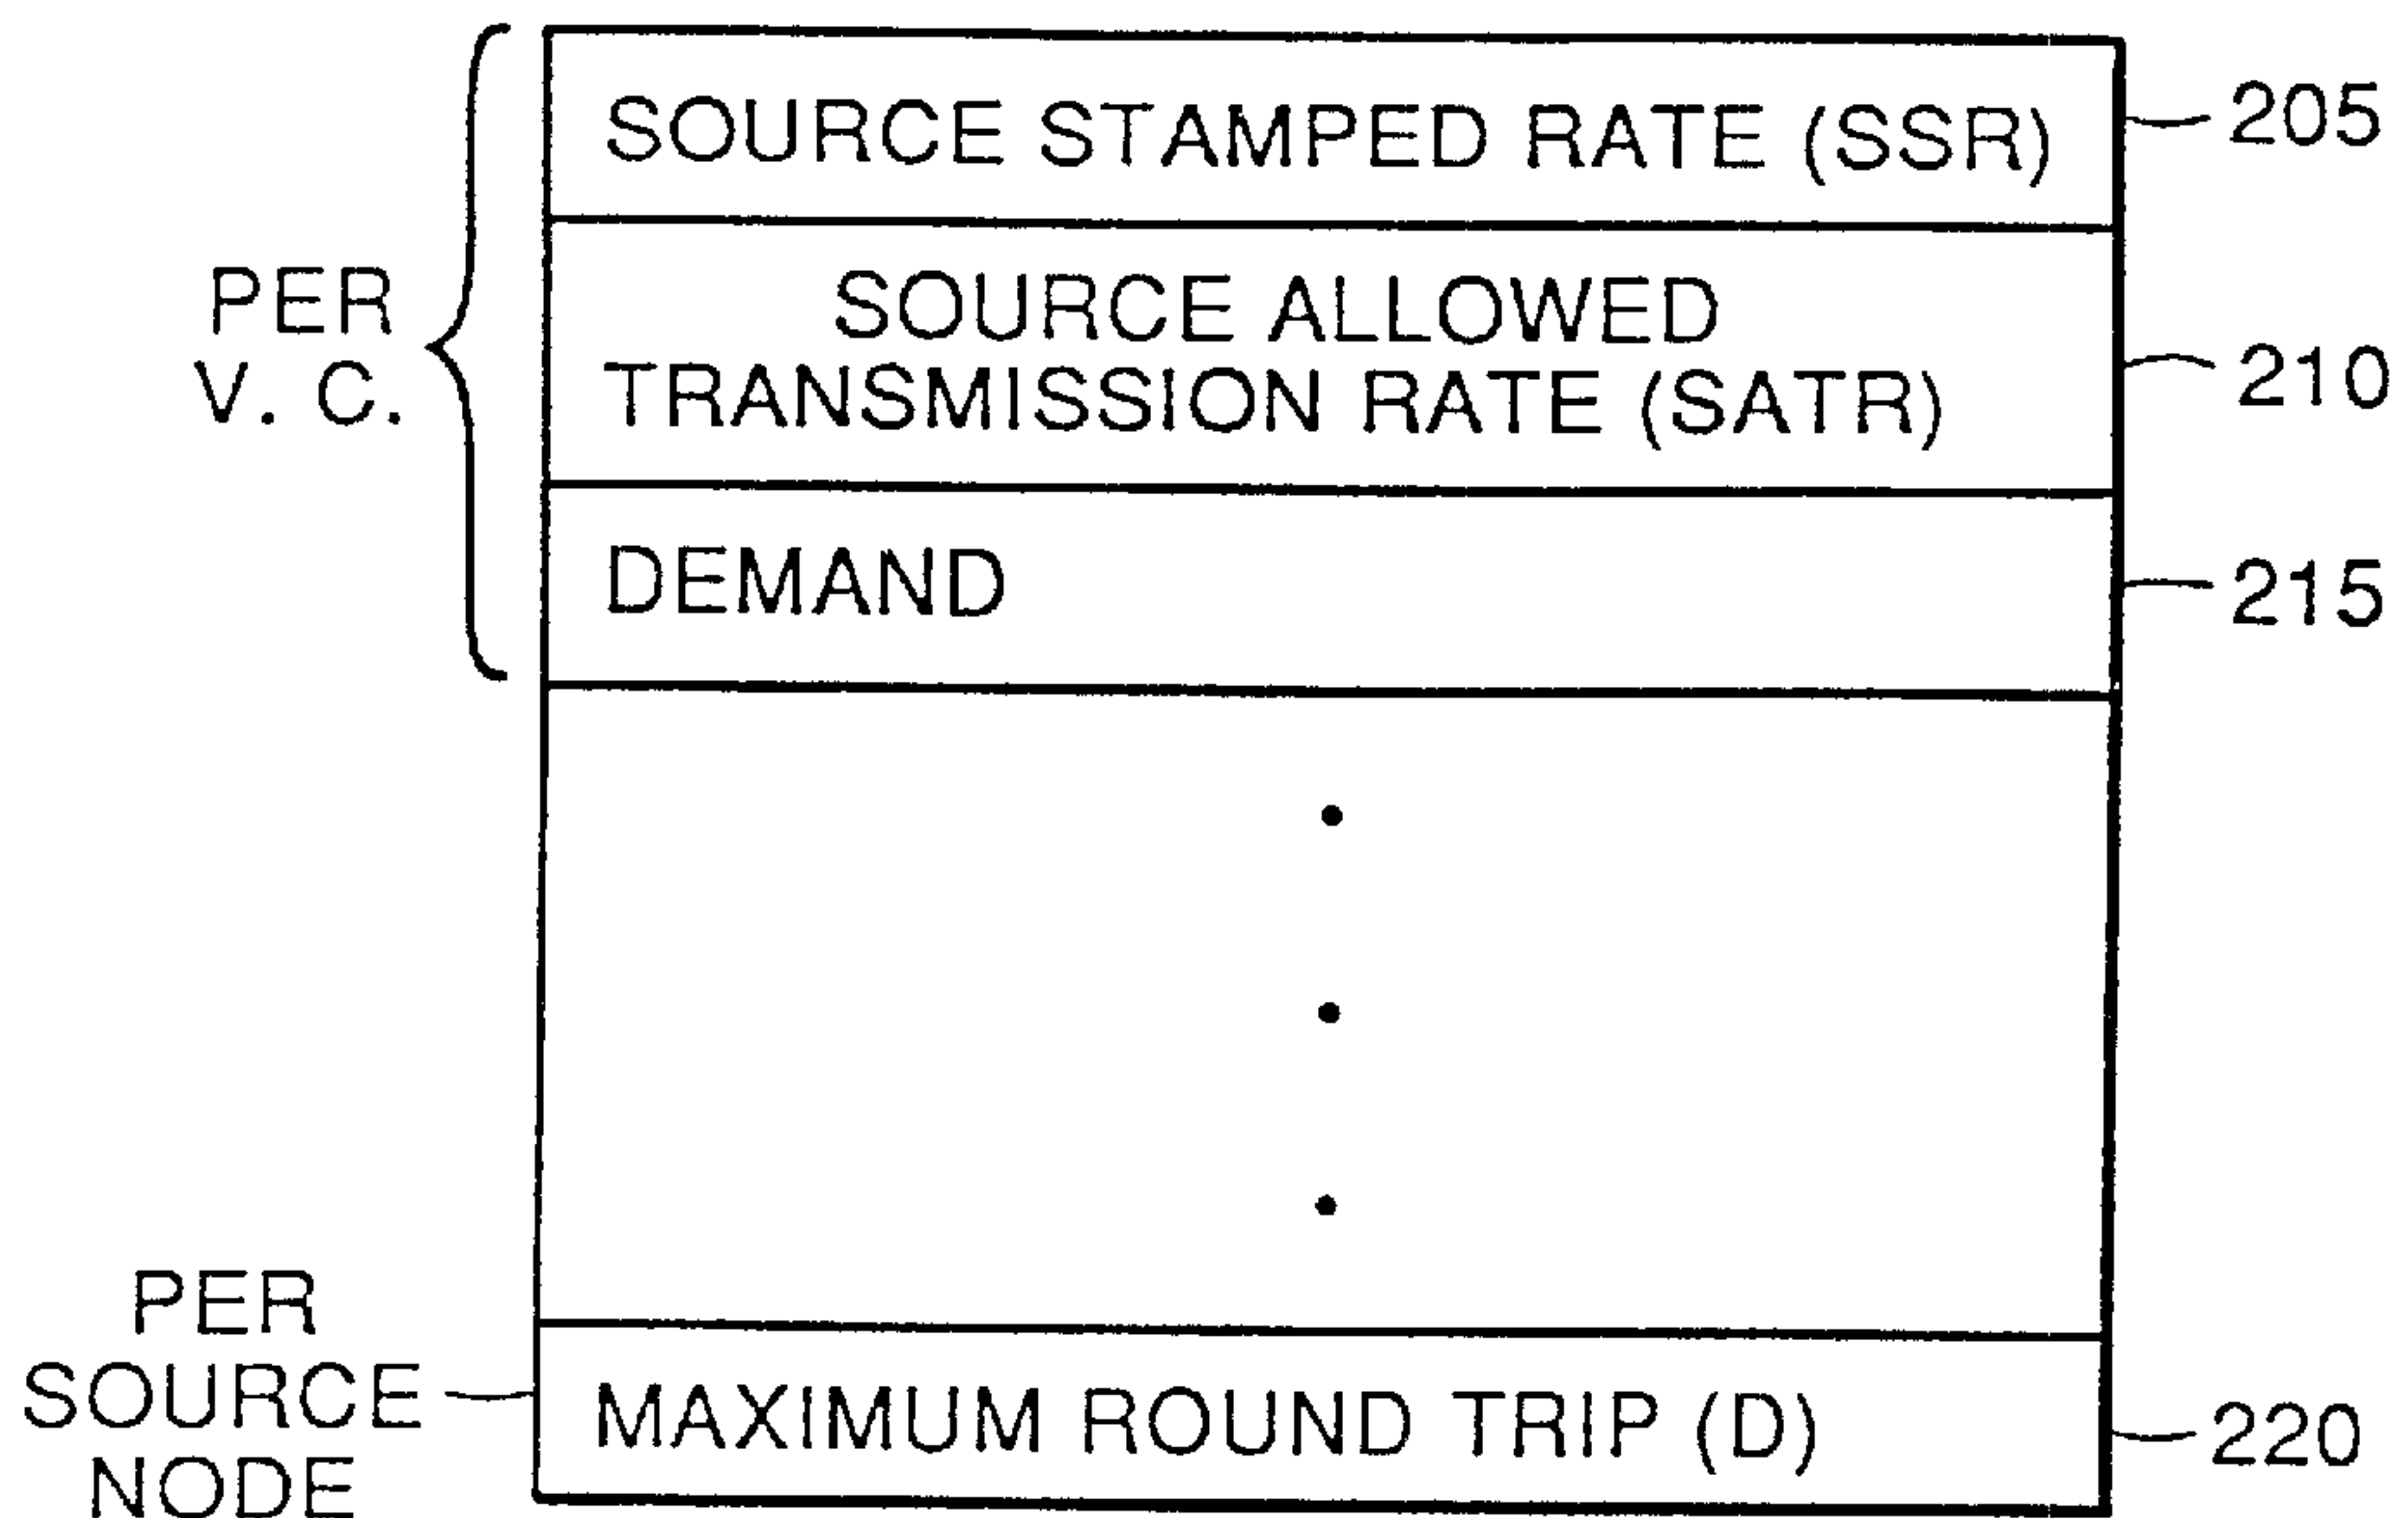 SOURCE STAMPED RATE (SSR)
205
PER
V. C.
SOURCE ALLOWED
TRANSMISSION RATE (SATR)
210
DEMAND
215
PER
SOURCE
NODE
MAXIMUM ROUND TRIP (D)
220